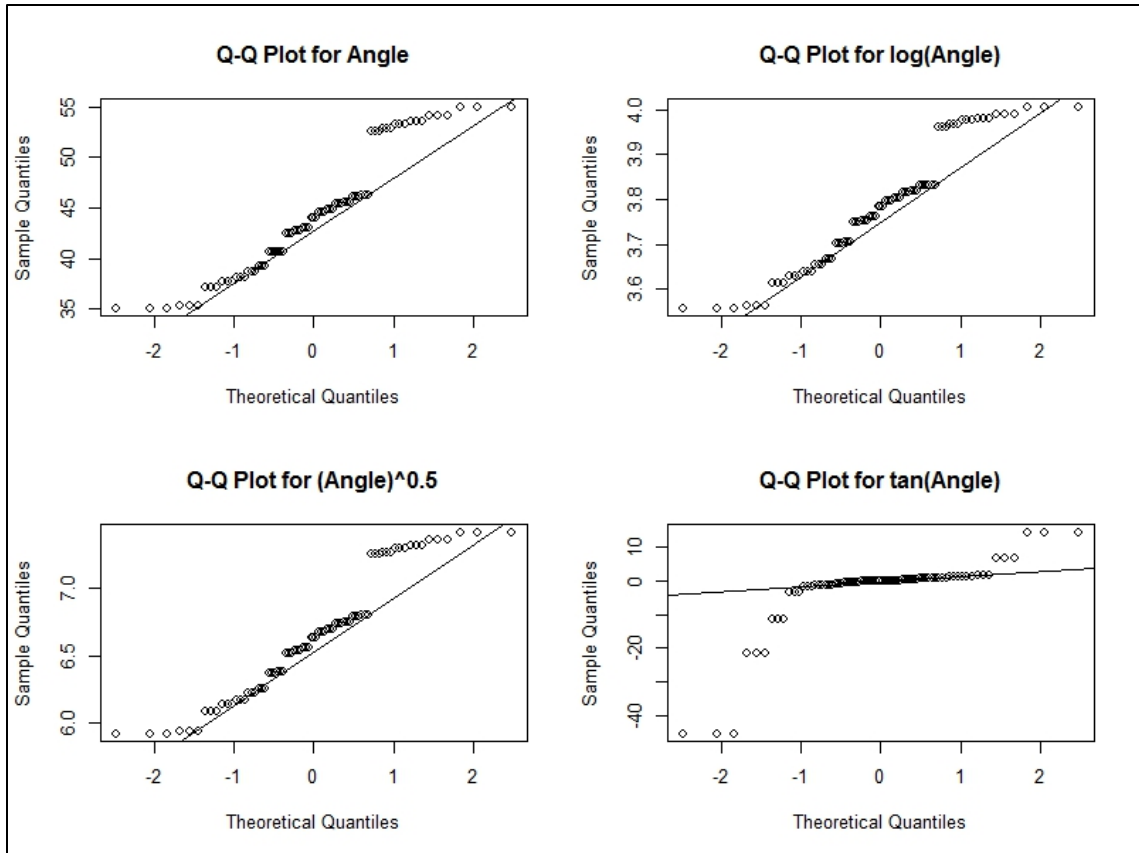 Q-Q Plot for Angle
Sample Quantiles
55
50
45
40
35
-2 -1 0 1 2
Theoretical Quantiles
Q-Q Plot for log(Angle)
Sample Quantiles
4.0
3.9
3.8
3.7
3.6
-2 -1 0 1 2
Theoretical Quantiles
Q-Q Plot for (Angle)^0.5
Sample Quantiles
7.0
6.5
6.0
-2 -1 0 1 2
Theoretical Quantiles
Q-Q Plot for tan(Angle)
Sample Quantiles
10
0
-20
-40
-2 -1 0 1 2
Theoretical Quantiles